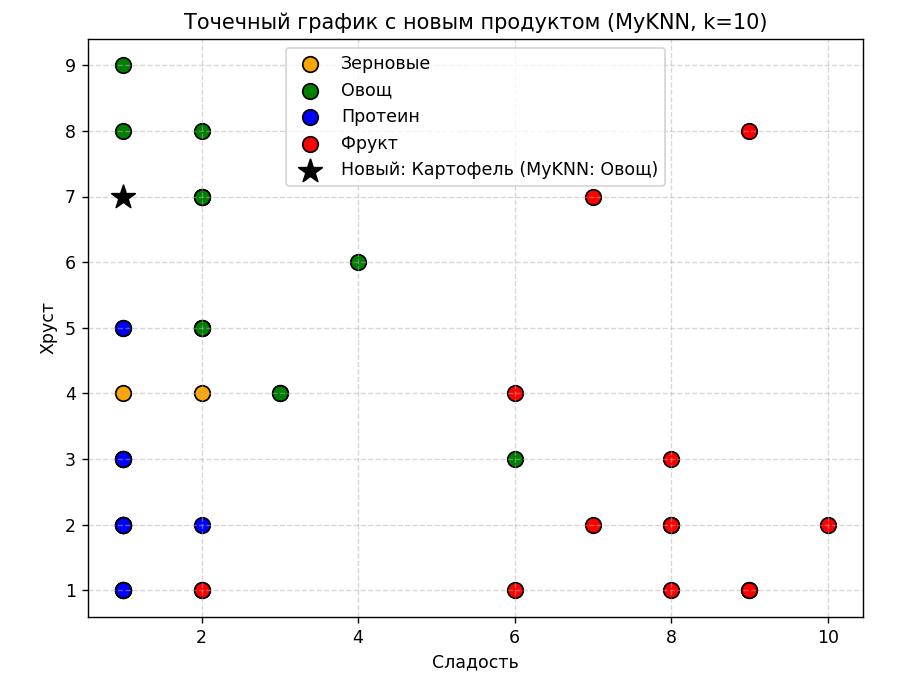 Точечный график с новым продуктом (MyKNN, k=10)
Зерновые
Овощ
Протеин
Фрукт
Новый: Картофель (MyKNN: Овощ)
Хруст
9
8
7
6
5
4
3
2
1
2 4 6 8 10
Сладость